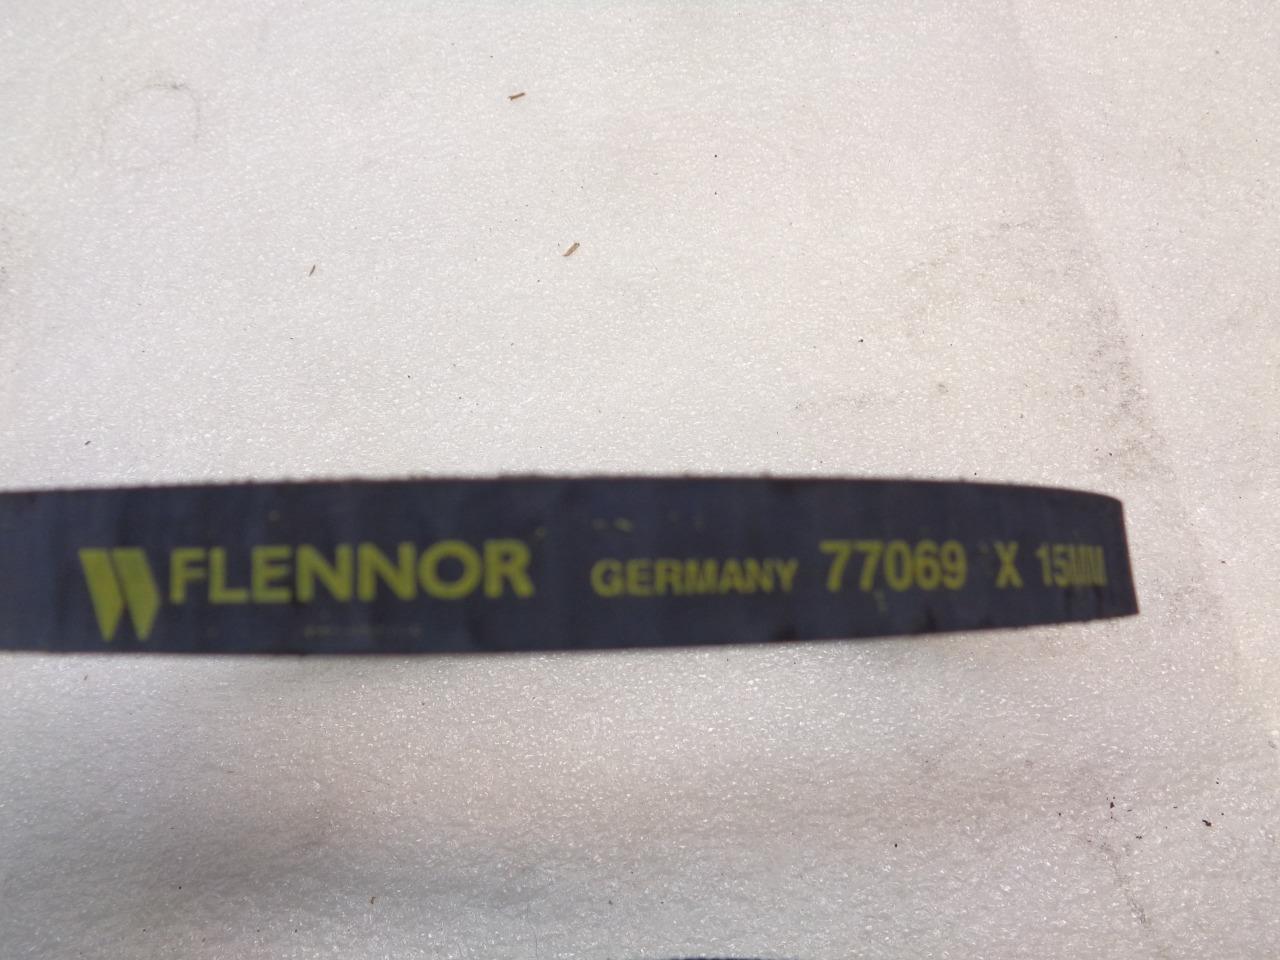 FLENNOR GERMANY 77069 X 15MM